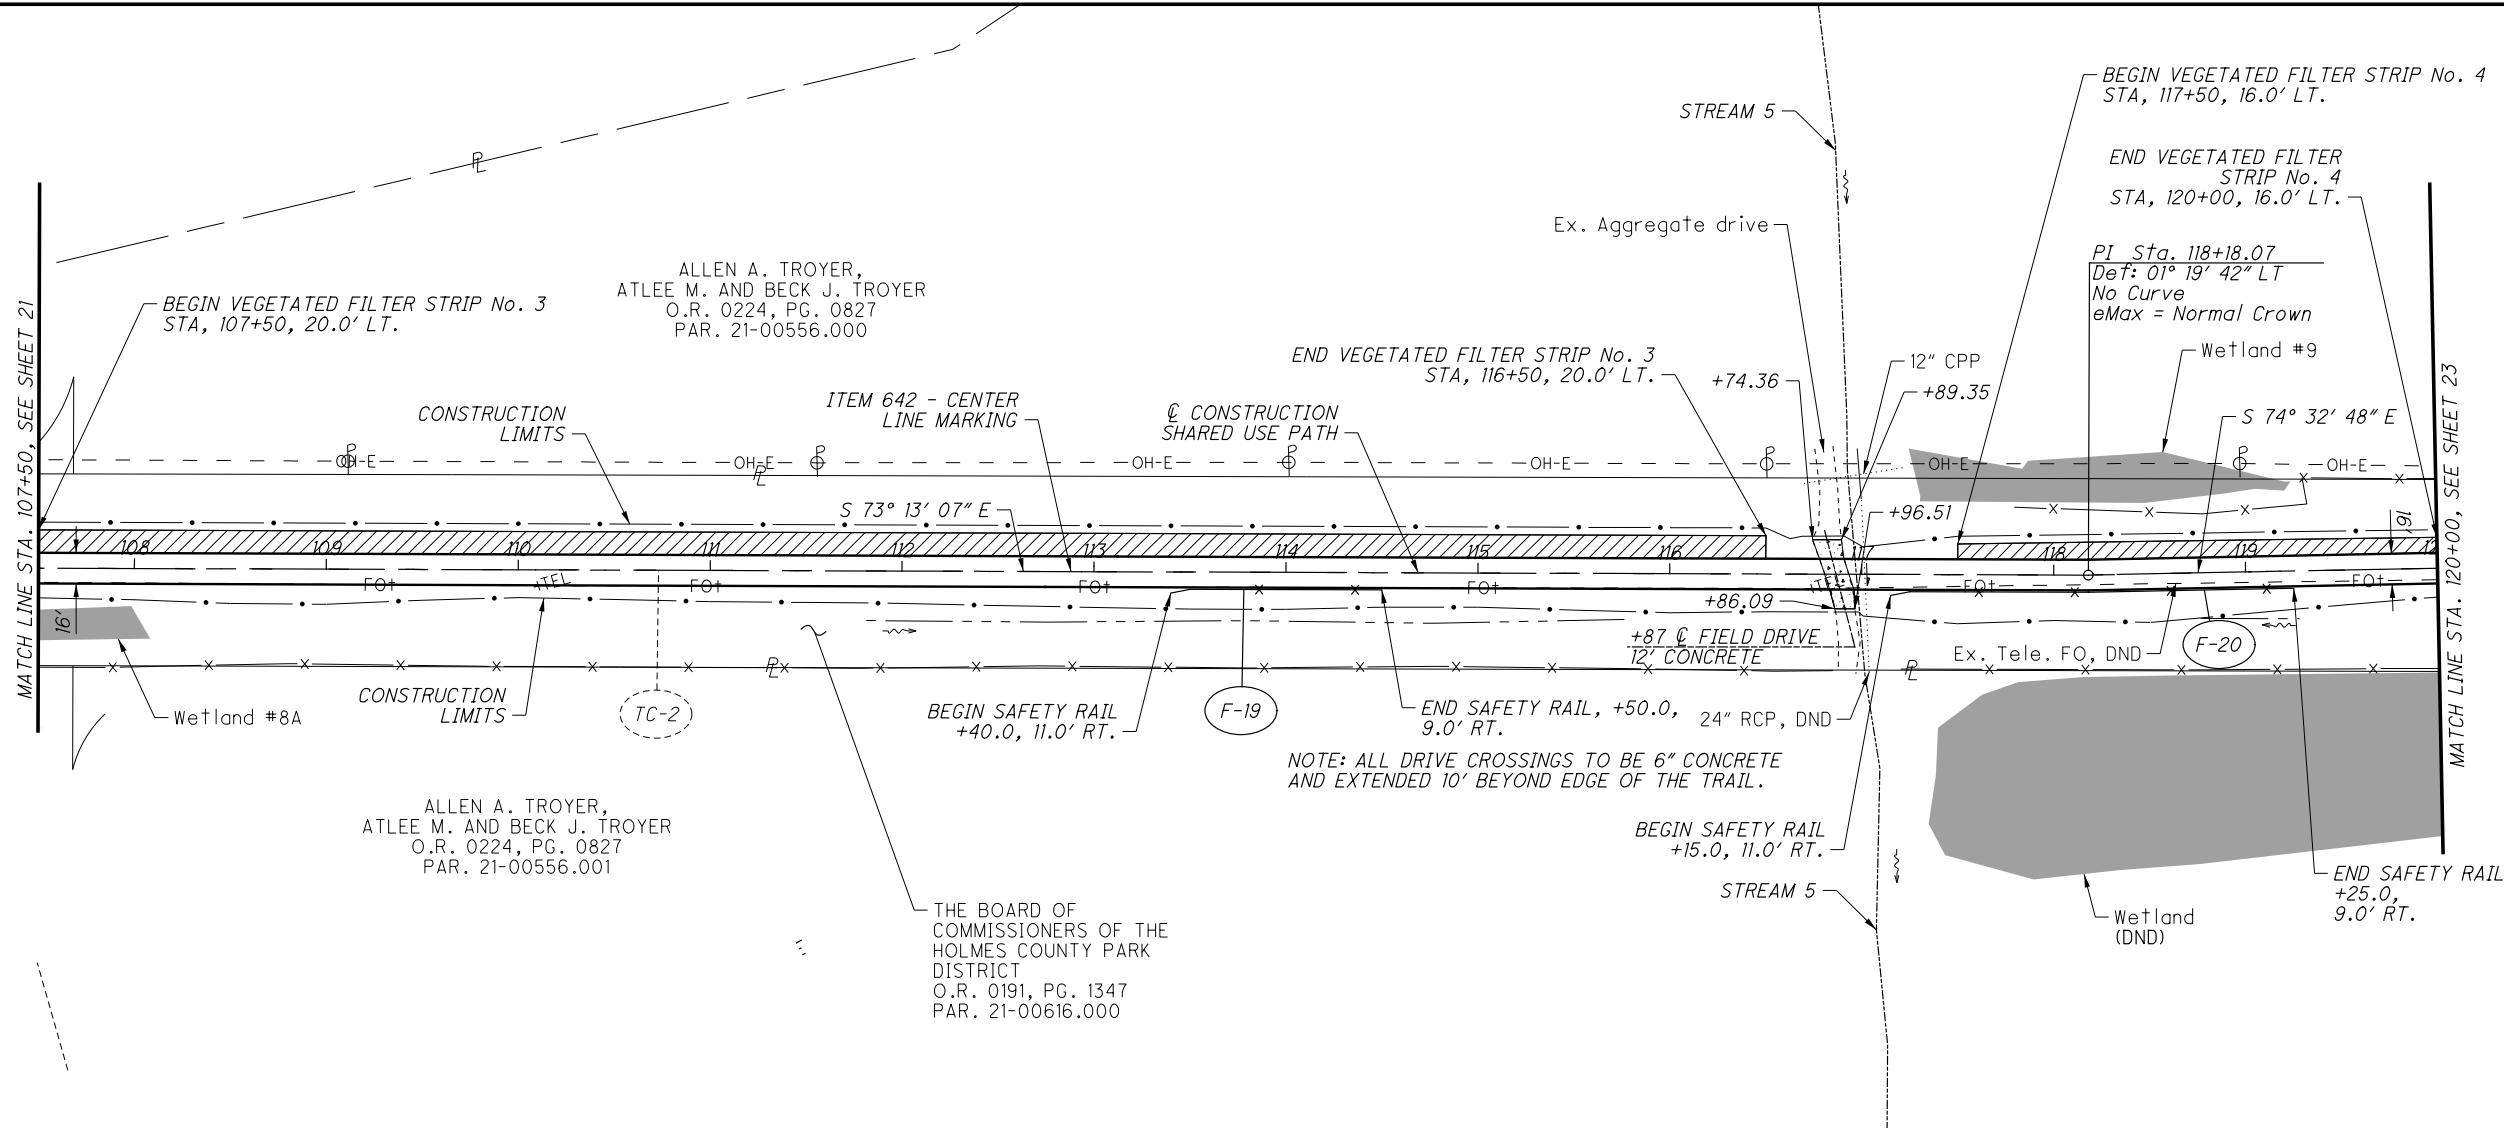 STREAM 5
BEGIN VEGETATED FILTER STRIP No. 4
STA, 117+50, 16.0' LT.
END VEGETATED FILTER
STRIP No. 4
STA, 120+00, 16.0' LT.
Ex. Aggregate drive
PI Sta. 118+18.07
Def: 01° 19' 42" LT
No Curve
eMax = Normal Crown
Wetland #9
ALLEN A. TROYER,
ATLEE M. AND BECK J. TROYER
O.R. 0224, PG. 0827
PAR. 21-00556.000
BEGIN VEGETATED FILTER STRIP No. 3
STA, 107+50, 20.0' LT.
MATCH LINE STA. 107+50, SEE SHEET 21
END VEGETATED FILTER STRIP No. 3
STA, 116+50, 20.0' LT.
+74.36
12" CPP
+89.35
CONSTRUCTION
LIMITS
ITEM 642 - CENTER
LINE MARKING
℄ CONSTRUCTION
SHARED USE PATH
S 74° 32' 48" E
MATCH LINE STA. 120+00, SEE SHEET 23
PL
OH-E
OH-E
OH-E
OH-E
OH-E
OH-E
PL
S 73° 13' 07" E
+96.51
16'
108
109
110
111
112
113
114
115
116
117
118
119
12
FOt
tTEL
FOt
FOt
FOt
tTEL
FOt
FOt
16'
+86.09
+87 ℄ FIELD DRIVE
12' CONCRETE
Ex. Tele. FO, DND
F-20
PL
PL
Wetland #8A
CONSTRUCTION
LIMITS
TC-2
BEGIN SAFETY RAIL
+40.0, 11.0' RT.
F-19
END SAFETY RAIL, +50.0,
9.0' RT.
24" RCP, DND
NOTE: ALL DRIVE CROSSINGS TO BE 6" CONCRETE
AND EXTENDED 10' BEYOND EDGE OF THE TRAIL.
ALLEN A. TROYER,
ATLEE M. AND BECK J. TROYER
O.R. 0224, PG. 0827
PAR. 21-00556.001
BEGIN SAFETY RAIL
+15.0, 11.0' RT.
STREAM 5
END SAFETY RAIL
+25.0,
9.0' RT.
Wetland
(DND)
THE BOARD OF
COMMISSIONERS OF THE
HOLMES COUNTY PARK
DISTRICT
O.R. 0191, PG. 1347
PAR. 21-00616.000